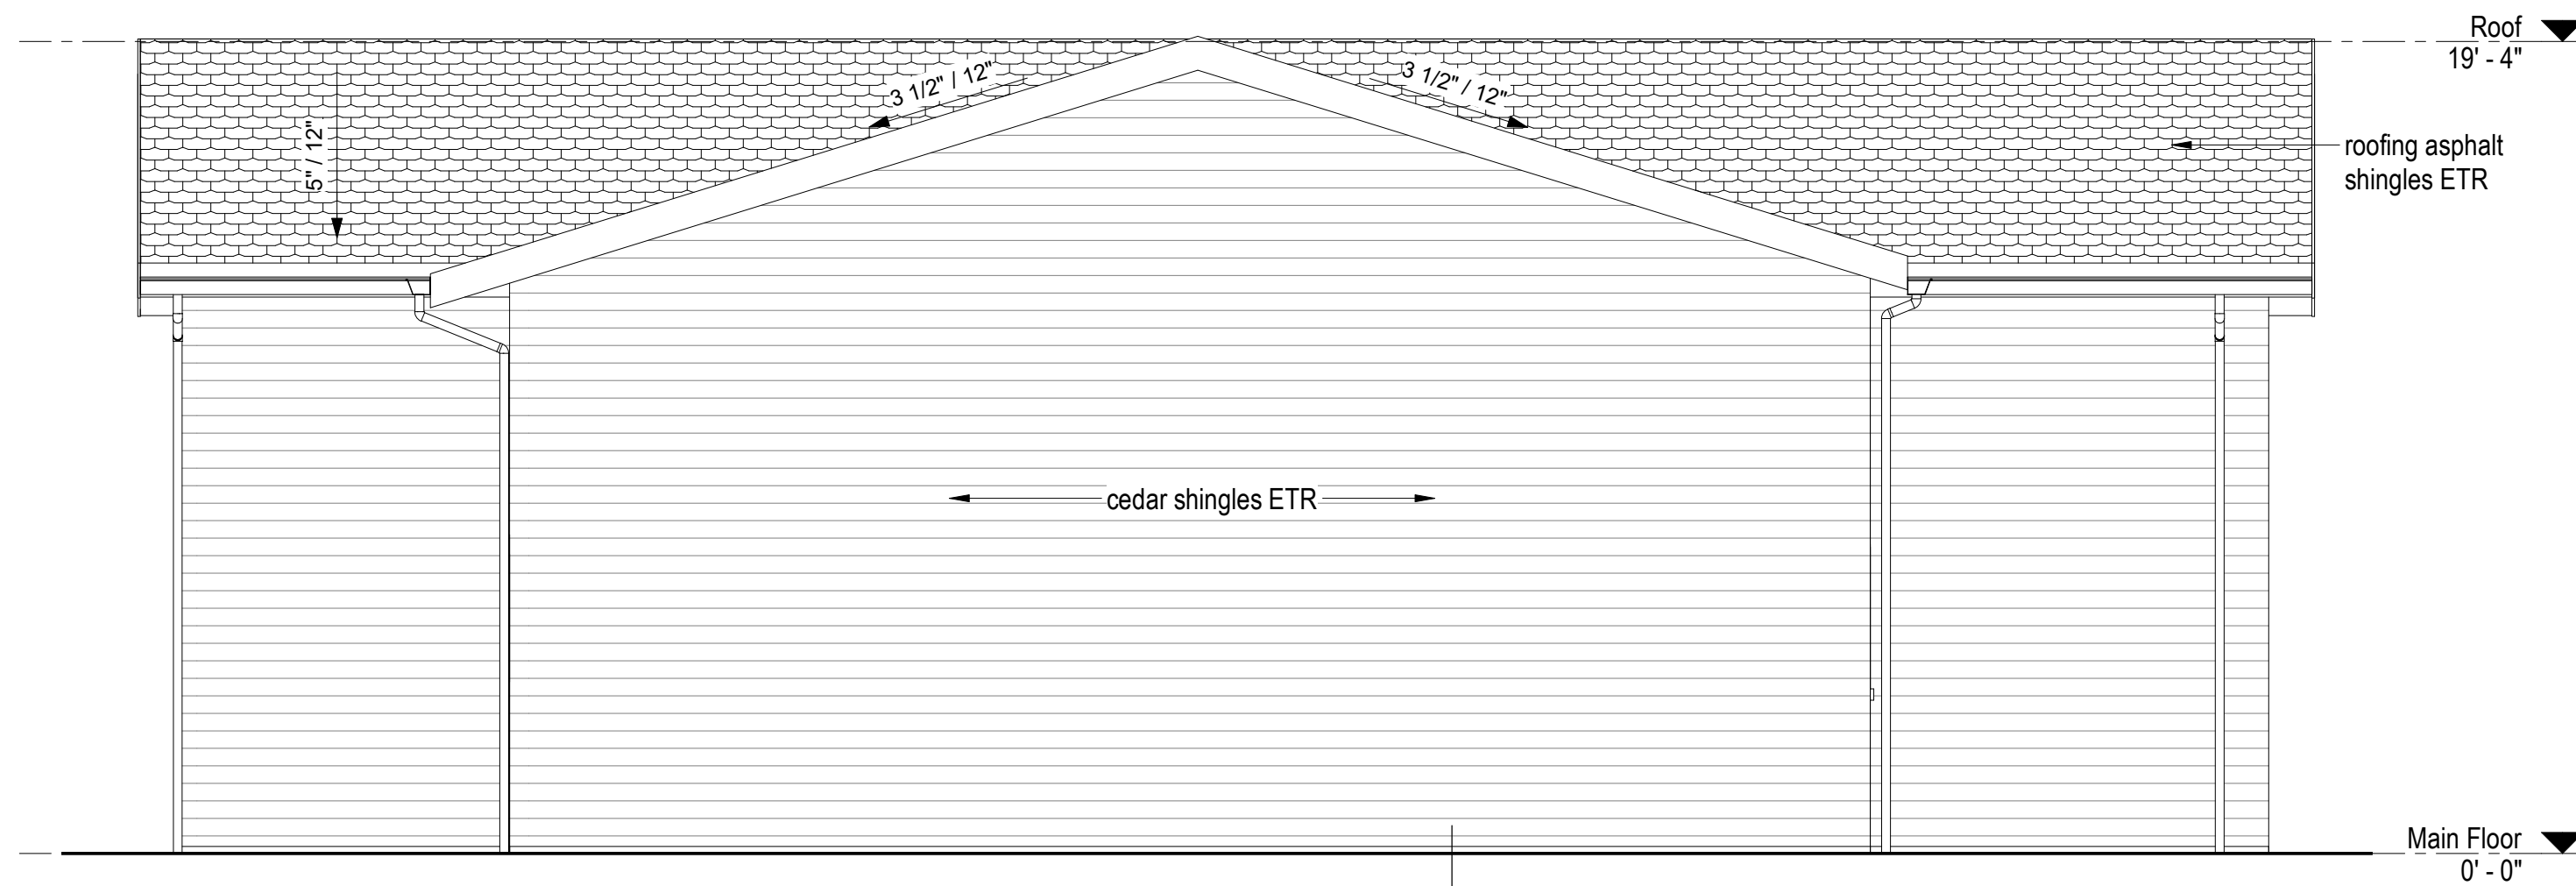 Roof
19' - 4"
3 1/2" / 12"
3 1/2" / 12"
5" / 12"
roofing asphalt
shingles ETR
cedar shingles ETR
Main Floor
0' - 0"